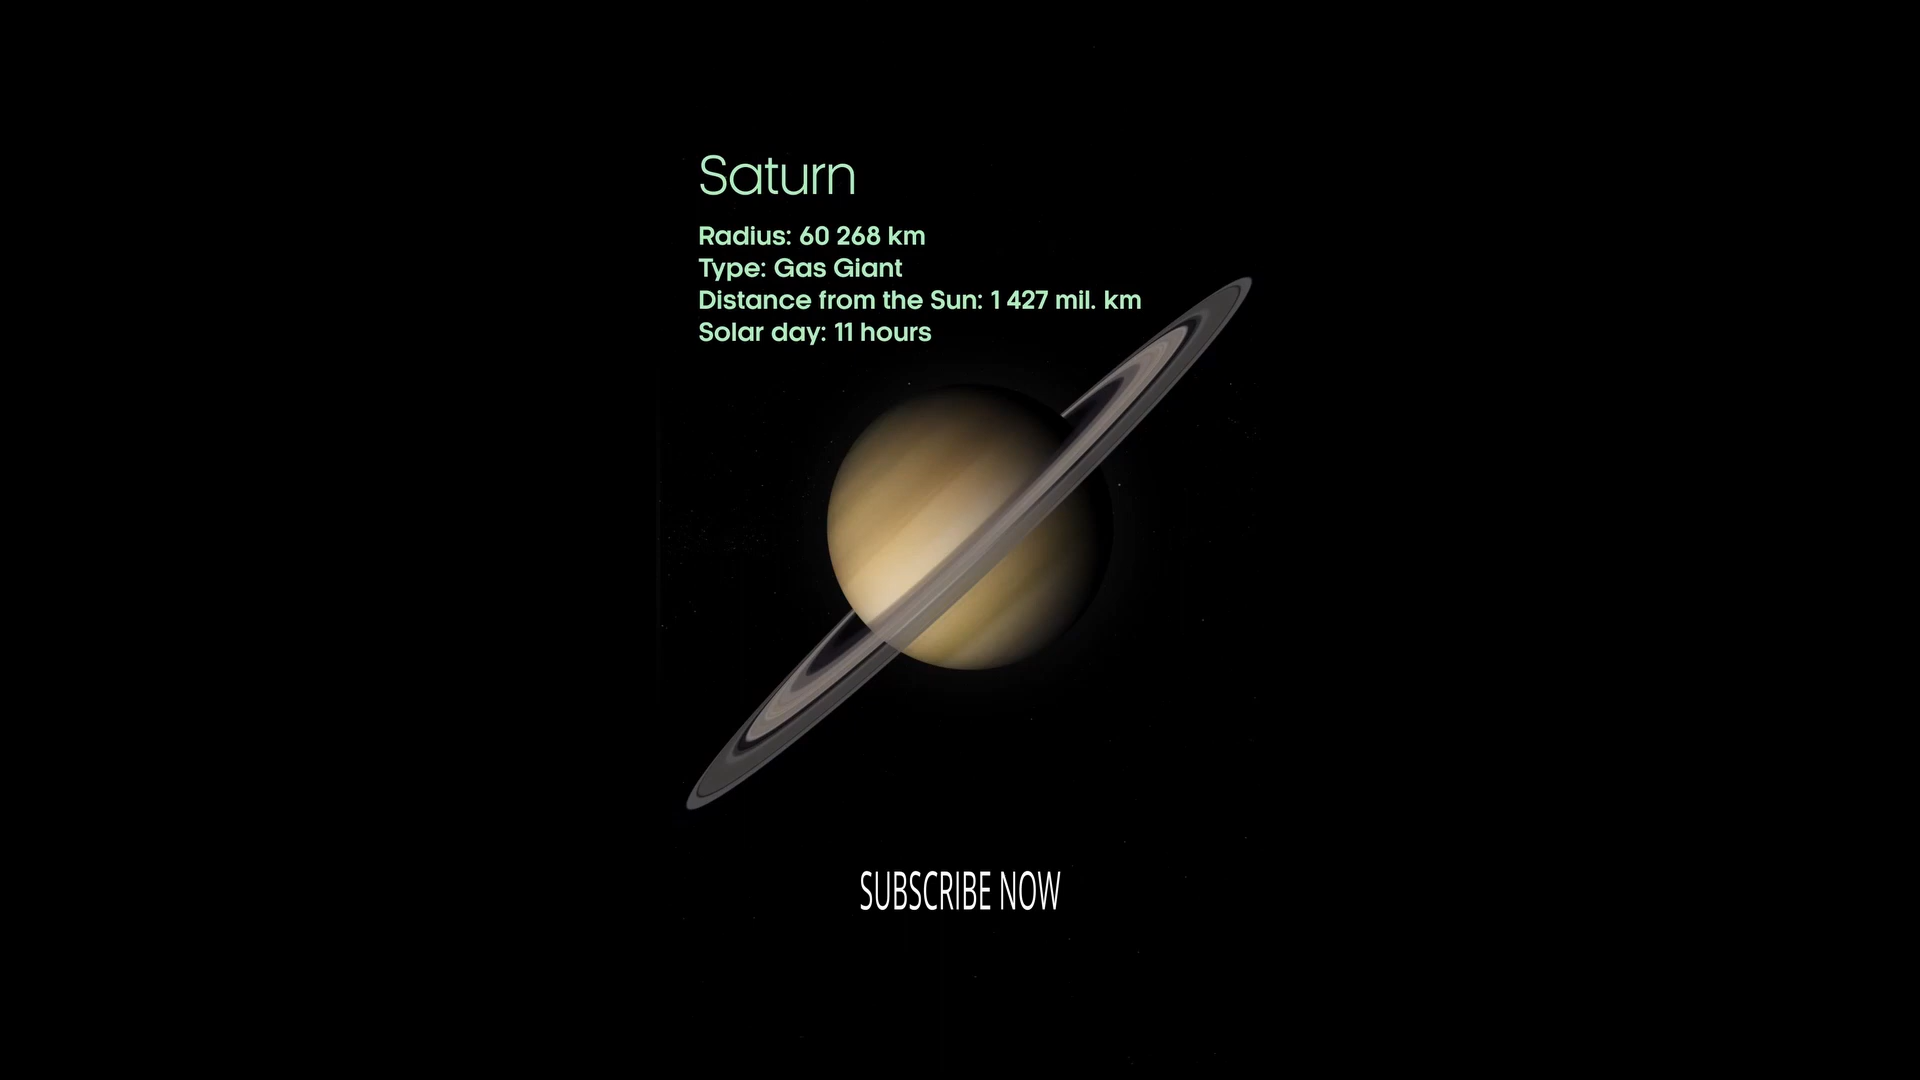 Saturn
Radius: 60 268 km
Type: Gas Giant
Distance from the Sun: 1 427 mil. km
Solar day: 11 hours
SUBSCRIBE NOW